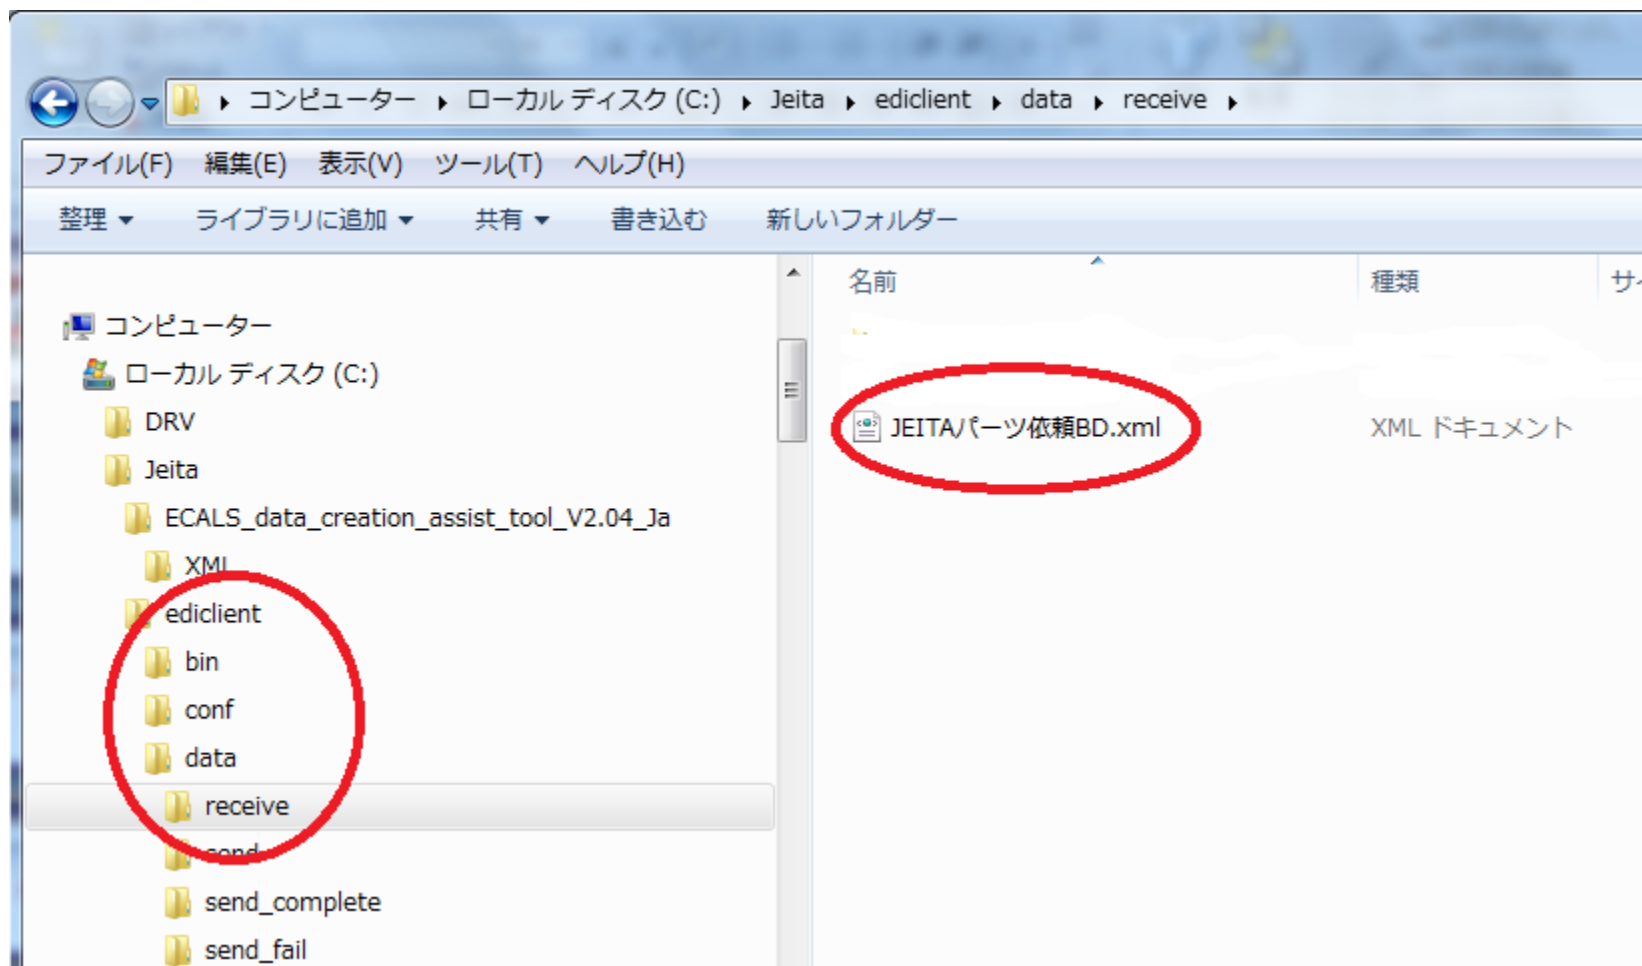 コンピューター ローカル ディスク (C:) Jeita ediclient data receive
ファイル(F) 編集(E) 表示(V) ツール(T) ヘルプ(H)
整理 ライブラリに追加 共有 書き込む 新しいフォルダー
コンピューター
ローカル ディスク (C:)
DRV
Jeita
ECALS_data_creation_assist_tool_V2.04_Ja
XML
ediclient
bin
conf
data
receive
send
send_complete
send_fail
名前 種類
JEITAパーツ依頼BD.xml XML ドキュメント